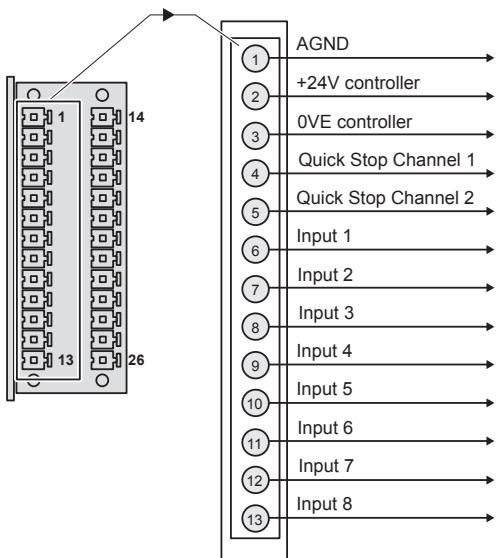 1
14
13
26
1
AGND
2
+24V controller
3
0VE controller
4
Quick Stop Channel 1
5
Quick Stop Channel 2
6
Input 1
7
Input 2
8
Input 3
9
Input 4
10
Input 5
11
Input 6
12
Input 7
13
Input 8